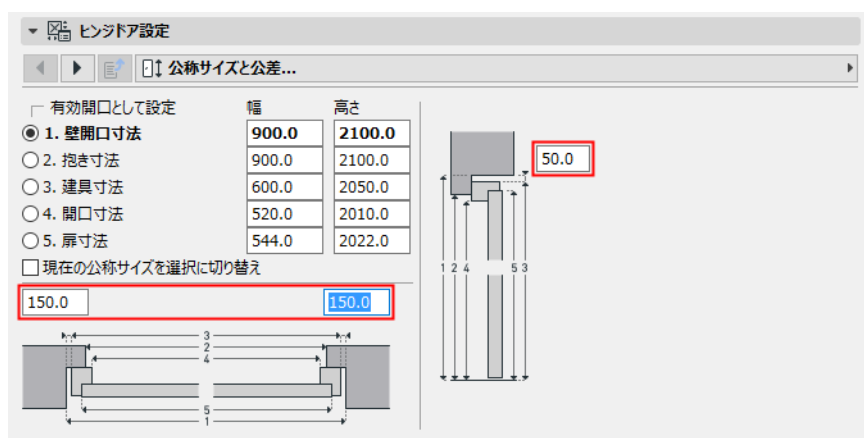 ヒンジドア設定
公称サイズと公差...
有効開口として設定 幅 高さ
1. 壁開口寸法 900.0 2100.0
2. 抱き寸法 900.0 2100.0
3. 建具寸法 600.0 2050.0
4. 開口寸法 520.0 2010.0
5. 扉寸法 544.0 2022.0
現在の公称サイズを選択に切り替え
150.0 150.0
3
2
4
5
1
50.0
1 2 4 5 3